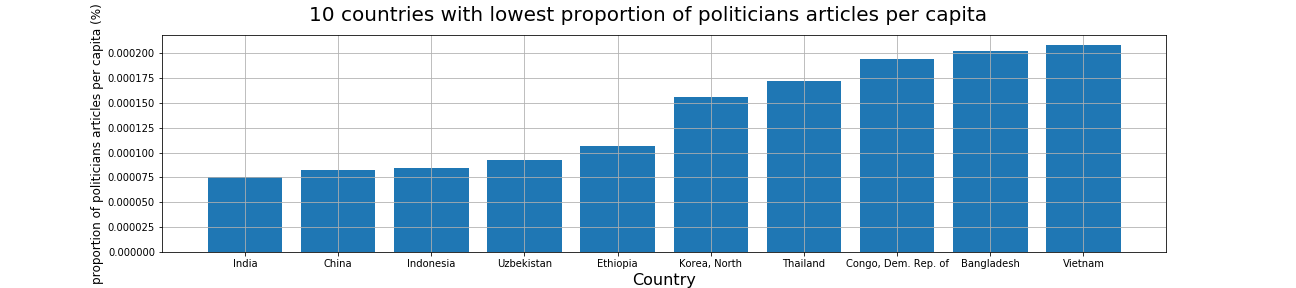 10 countries with lowest proportion of politicians articles per capita
proportion of politicians articles per capita (%)
0.000200
0.000175
0.000150
0.000125
0.000100
0.000075
0.000050
0.000025
0.000000
India China Indonesia Uzbekistan Ethiopia Korea, North Thailand Congo, Dem. Rep. of Bangladesh Vietnam
Country